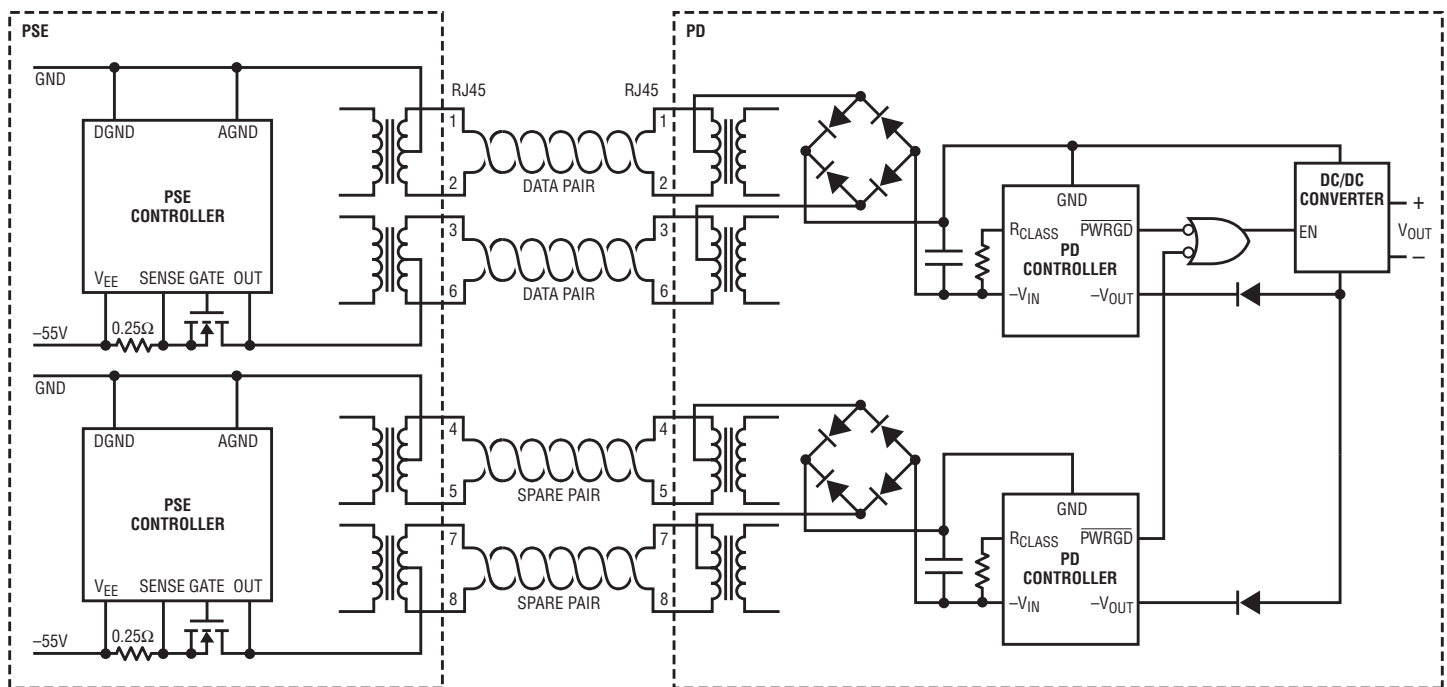 PSE
GND
DGND
AGND
PSE
CONTROLLER
VEE
SENSE
GATE
OUT
–55V
0.25Ω
GND
DGND
AGND
PSE
CONTROLLER
VEE
SENSE
GATE
OUT
–55V
0.25Ω
RJ45
RJ45
1
1
2
DATA PAIR
2
3
3
6
DATA PAIR
6
4
4
5
SPARE PAIR
5
7
7
8
SPARE PAIR
8
PD
GND
RCLASS
PWRGD
PD
CONTROLLER
–VIN
–VOUT
DC/DC
CONVERTER
EN
+
VOUT
–
GND
RCLASS
PWRGD
PD
CONTROLLER
–VIN
–VOUT